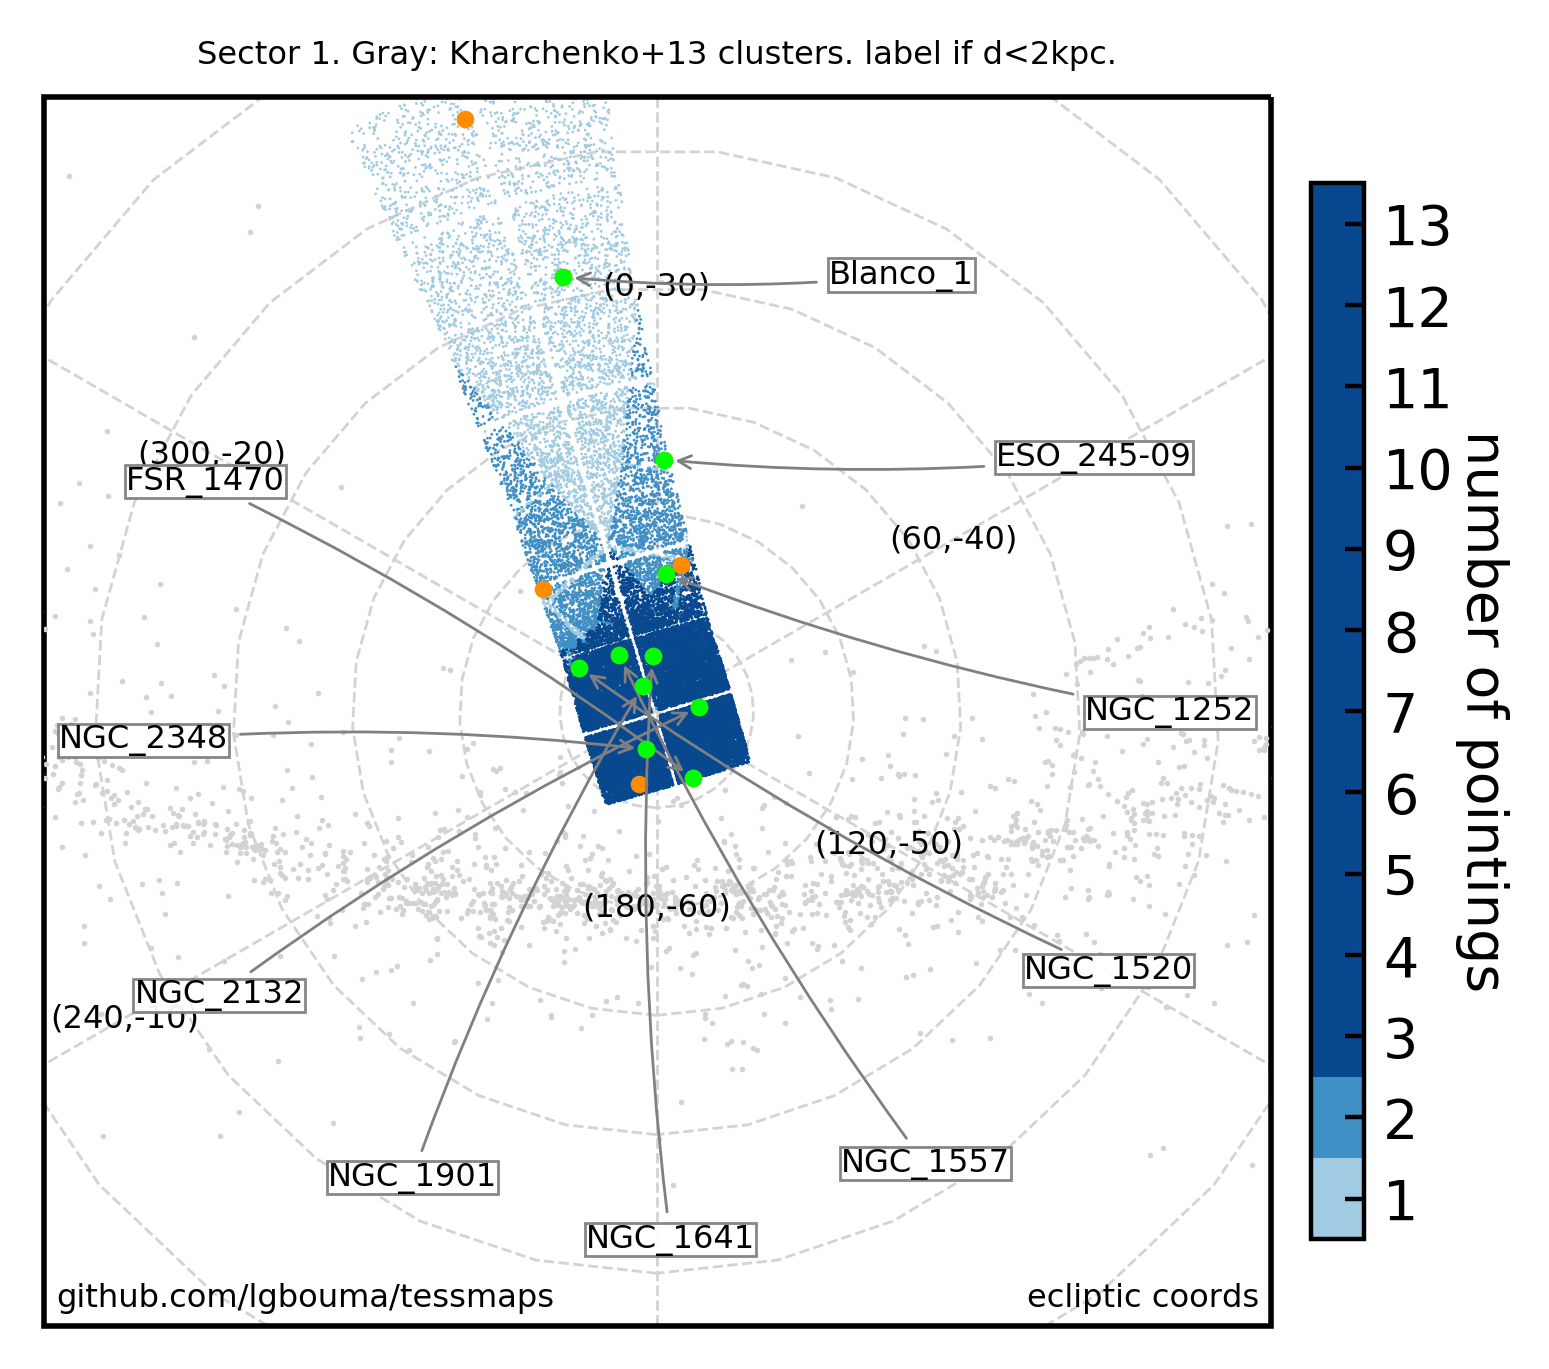 Sector 1. Gray: Kharchenko+13 clusters. label if d<2kpc.
Blanco_1
(0,-30)
(300,-20)
FSR_1470
ESO_245-09
(60,-40)
NGC_2348
NGC_1252
(120,-50)
(180,-60)
NGC_2132
(240,-10)
NGC_1520
NGC_1901
NGC_1557
NGC_1641
github.com/lgbouma/tessmaps
ecliptic coords
13
12
11
10
9
8
7
6
5
4
3
2
1
number of pointings